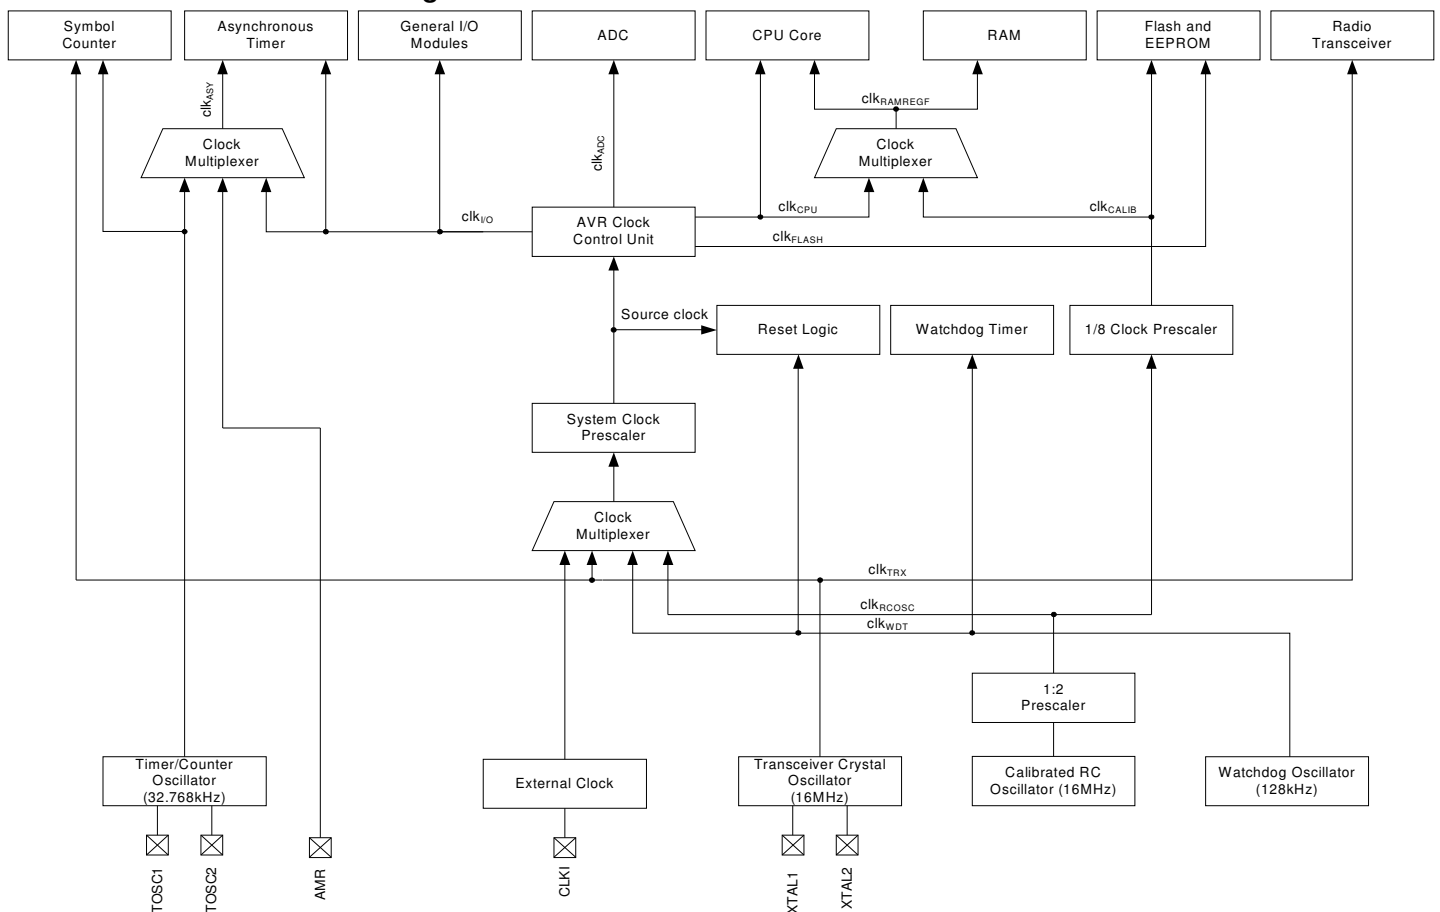 Symbol
Counter
Asynchronous
Timer
General I/O
Modules
ADC
CPU Core
RAM
Flash and
EEPROM
Radio
Transceiver
clkASY
clkADC
clkRAMREGF
Clock
Multiplexer
Clock
Multiplexer
clkI/O
AVR Clock
Control Unit
clkCPU
clkCALIB
clkFLASH
Source clock
Reset Logic
Watchdog Timer
1/8 Clock Prescaler
System Clock
Prescaler
Clock
Multiplexer
clkTRX
clkRCOSC
clkWDT
1:2
Prescaler
Timer/Counter
Oscillator
(32.768kHz)
External Clock
Transceiver Crystal
Oscillator
(16MHz)
Calibrated RC
Oscillator (16MHz)
Watchdog Oscillator
(128kHz)
TOSC1
TOSC2
AMR
CLKI
XTAL1
XTAL2